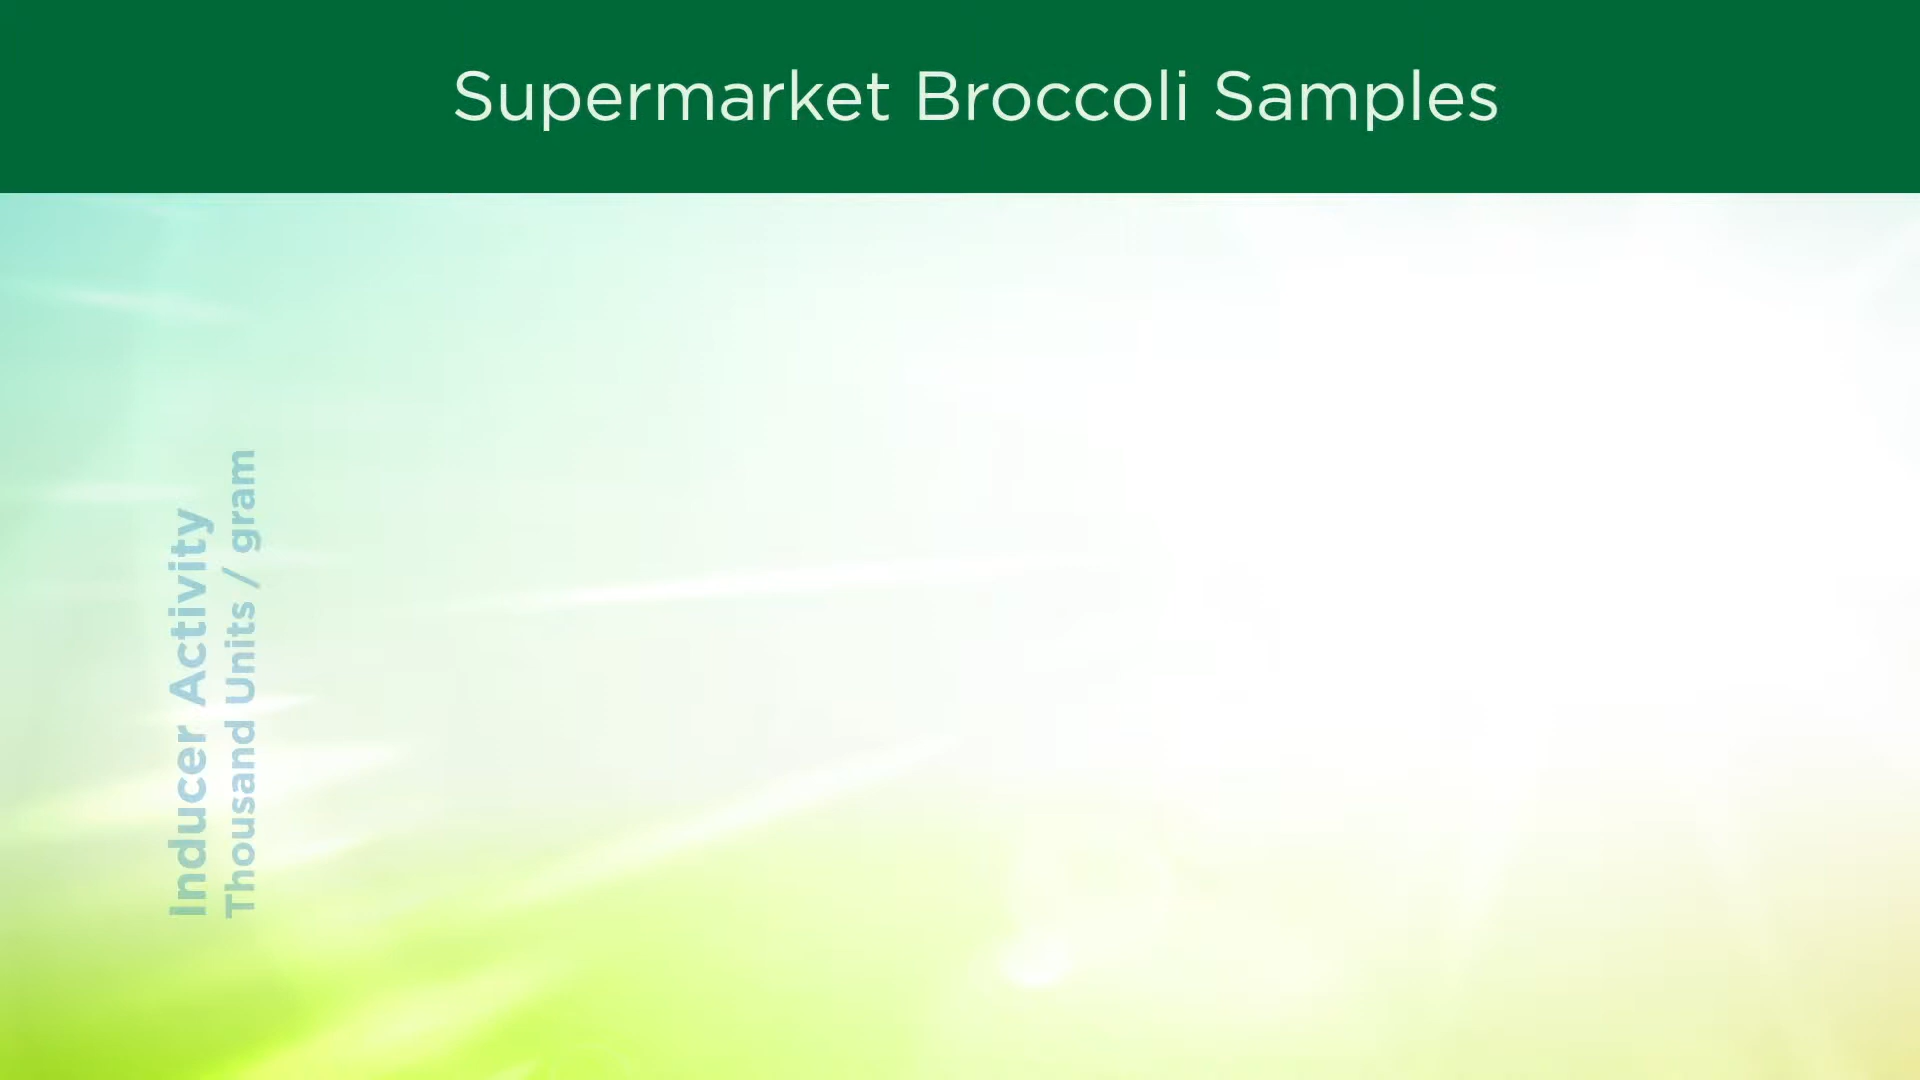 Supermarket Broccoli Samples
Inducer Activity
Thousand Units / gram